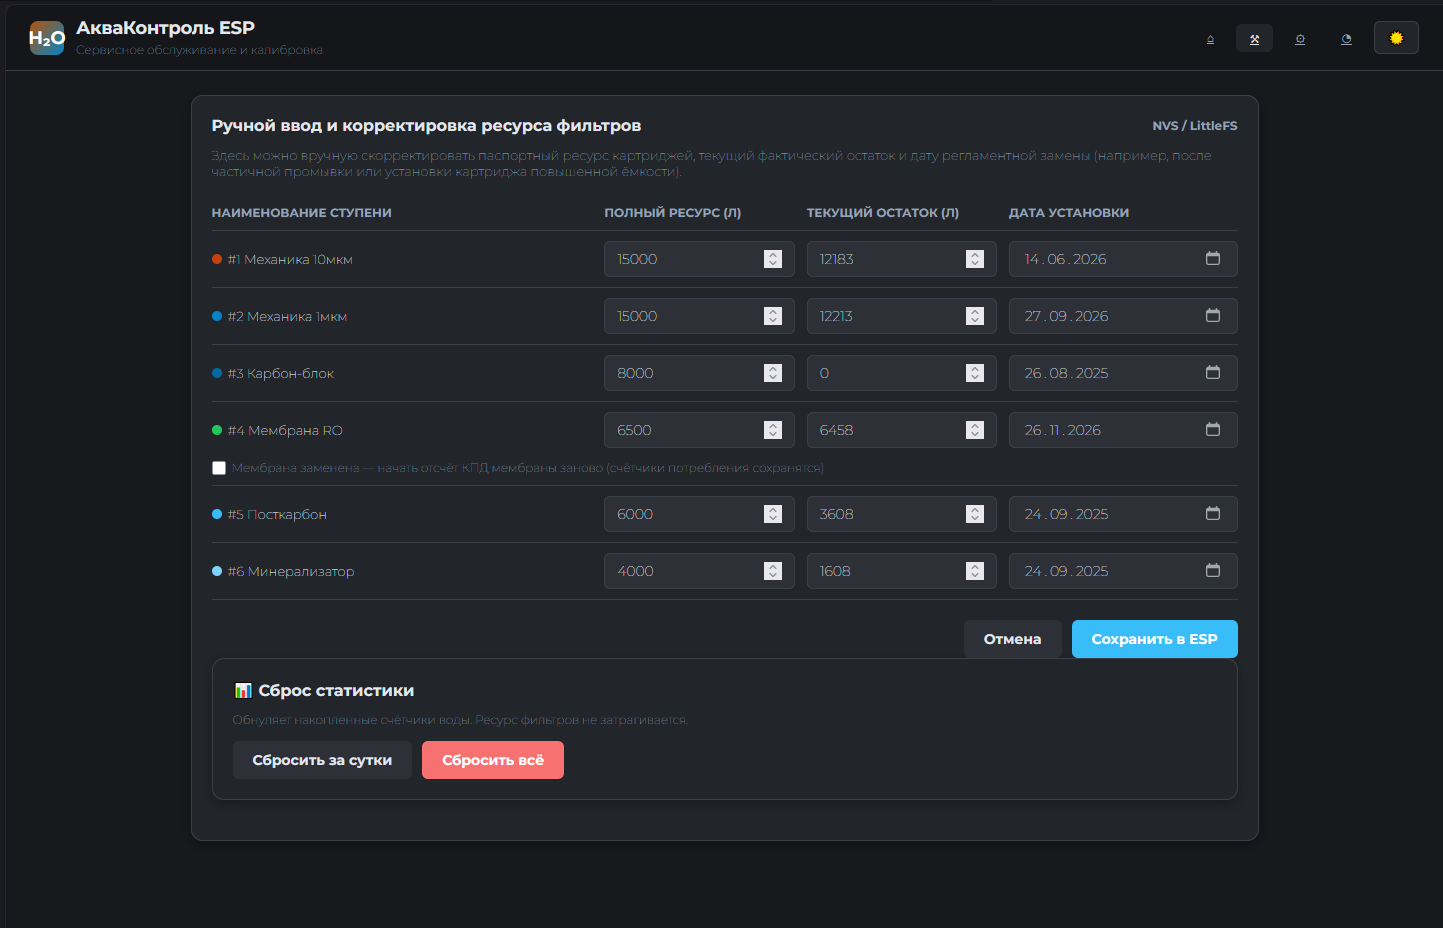 H₂O
АкваКонтроль ESP
Сервисное обслуживание и калибровка
Ручной ввод и корректировка ресурса фильтров
NVS / LittleFS
Здесь можно вручную скорректировать паспортный ресурс картриджей, текущий фактический остаток и дату регламентной замены (например, после
частичной промывки или установки картриджа повышенной ёмкости).
НАИМЕНОВАНИЕ СТУПЕНИ ПОЛНЫЙ РЕСУРС (Л) ТЕКУЩИЙ ОСТАТОК (Л) ДАТА УСТАНОВКИ
#1 Механика 10мкм 15000 12183 14.06.2026
#2 Механика 1мкм 15000 12213 27.09.2026
#3 Карбон-блок 8000 0 26.08.2025
#4 Мембрана RO 6500 6458 26.11.2026
Мембрана заменена — начать отсчёт КПД мембраны заново (счётчики потребления сохранятся)
#5 Посткарбон 6000 3608 24.09.2025
#6 Минерализатор 4000 1608 24.09.2025
Отмена Сохранить в ESP
Сброс статистики
Обнуляет накопленные счётчики воды. Ресурс фильтров не затрагивается.
Сбросить за сутки Сбросить всё